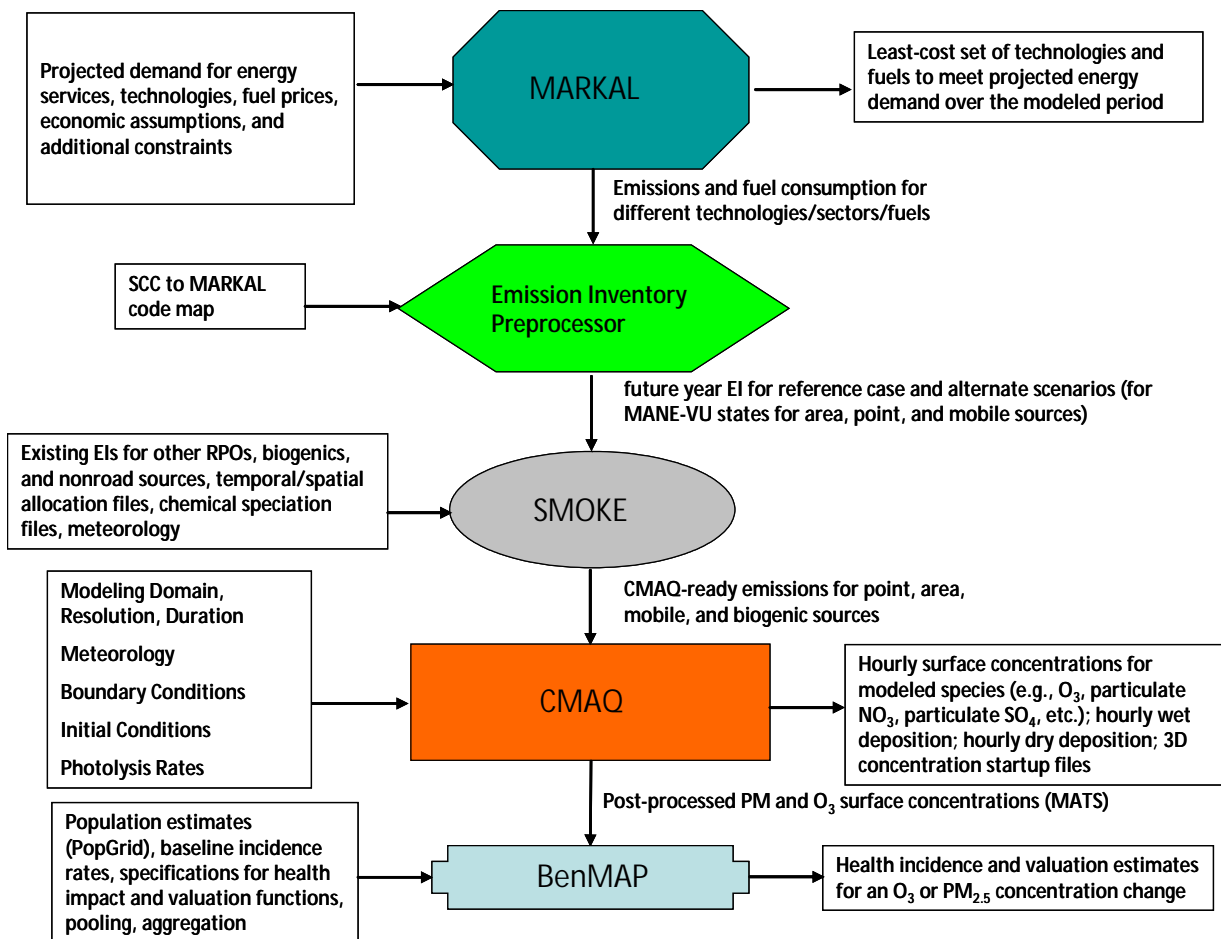 Projected demand for energy
services, technologies, fuel prices,
economic assumptions, and
additional constraints
MARKAL
Least-cost set of technologies and
fuels to meet projected energy
demand over the modeled period
Emissions and fuel consumption for
different technologies/sectors/fuels
SCC to MARKAL
code map
Emission Inventory
Preprocessor
future year EI for reference case and alternate scenarios (for
MANE-VU states for area, point, and mobile sources)
Existing EIs for other RPOs, biogenics,
and nonroad sources, temporal/spatial
allocation files, chemical speciation
files, meteorology
SMOKE
CMAQ-ready emissions for point, area,
mobile, and biogenic sources
Modeling Domain,
Resolution, Duration
Meteorology
Boundary Conditions
Initial Conditions
Photolysis Rates
CMAQ
Hourly surface concentrations for
modeled species (e.g., O₃, particulate
NO₃, particulate SO₄, etc.); hourly wet
deposition; hourly dry deposition; 3D
concentration startup files
Post-processed PM and O₃ surface concentrations (MATS)
Population estimates
(PopGrid), baseline incidence
rates, specifications for health
impact and valuation functions,
pooling, aggregation
BenMAP
Health incidence and valuation estimates
for an O₃ or PM₂.₅ concentration change